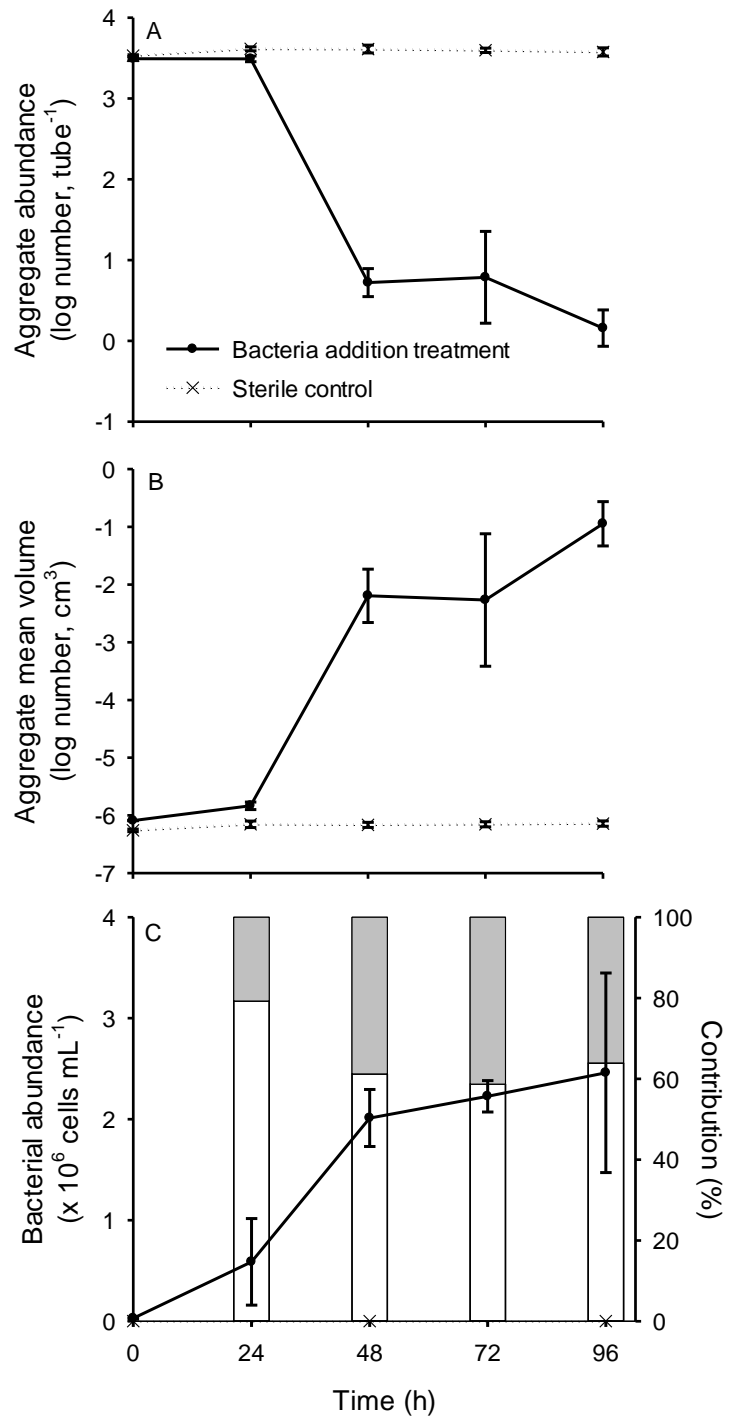 A
Aggregate abundance
(log number, tube⁻¹)
4
3
2
1
0
-1
Bacteria addition treatment
Sterile control
B
Aggregate mean volume
(log number, cm³)
0
-1
-2
-3
-4
-5
-6
-7
C
Bacterial abundance
(x 10⁶ cells mL⁻¹)
4
3
2
1
0
100
80
60
40
20
0
Contribution (%)
0 24 48 72 96
Time (h)